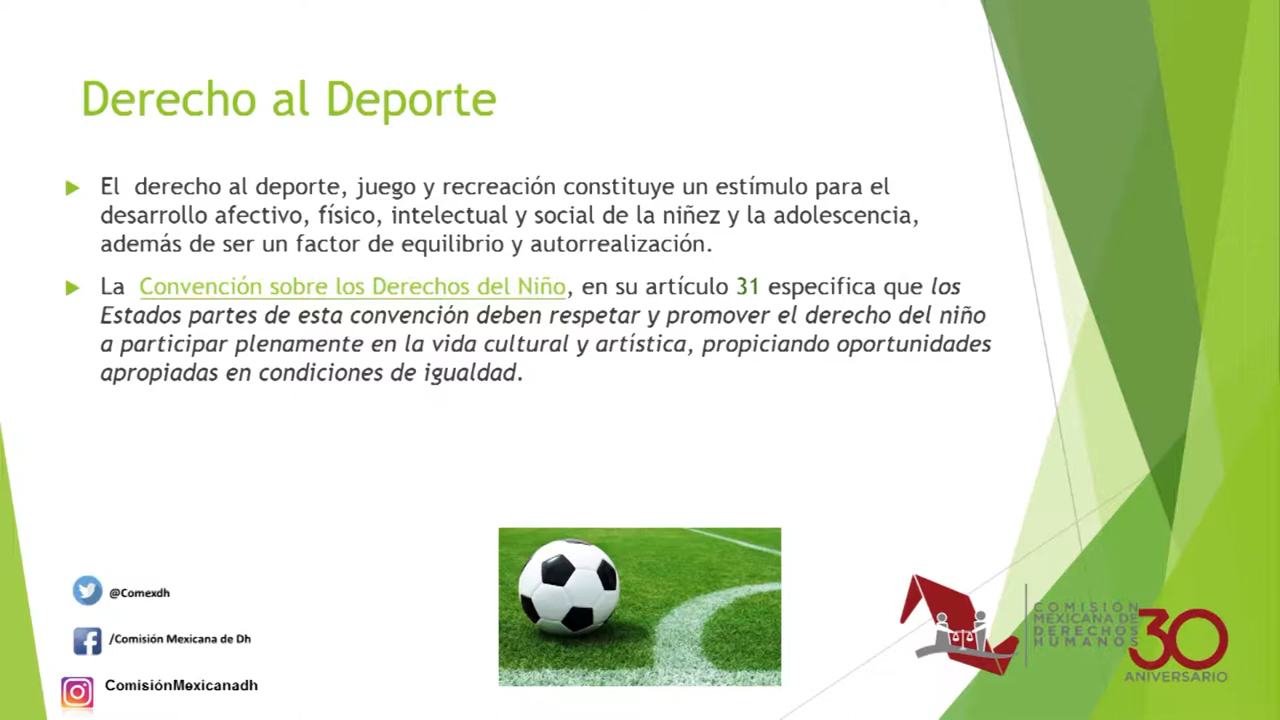 Derecho al Deporte
El derecho al deporte, juego y recreación constituye un estímulo para el
desarrollo afectivo, físico, intelectual y social de la niñez y la adolescencia,
además de ser un factor de equilibrio y autorrealización.
La Convención sobre los Derechos del Niño, en su artículo 31 especifica que los
Estados partes de esta convención deben respetar y promover el derecho del niño
a participar plenamente en la vida cultural y artística, propiciando oportunidades
apropiadas en condiciones de igualdad.
@Comexdh
/Comisión Mexicana de Dh
ComisiónMexicanadh
COMISIÓN
MEXICANA DE
DERECHOS
HUMANOS
30
ANIVERSARIO